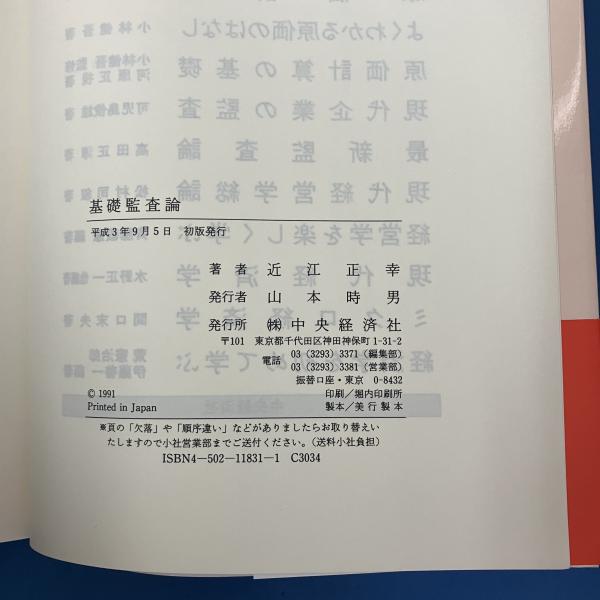 基礎監査論
平成3年9月5日 初版発行
著者 近江正幸
発行者 山本時男
発行所 ㈱中央経済社
〒101 東京都千代田区神田神保町1-31-2
電話 03 (3293) 3371 (編集部)
03 (3293) 3381 (営業部)
振替口座・東京 0-8432
© 1991
Printed in Japan
印刷/堀内印刷所
製本/美行製本
※頁の「欠落」や「順序違い」などがありましたらお取り替えい
たしますので小社営業部までご送付ください。(送料小社負担)
ISBN4-502-11831-1 C3034